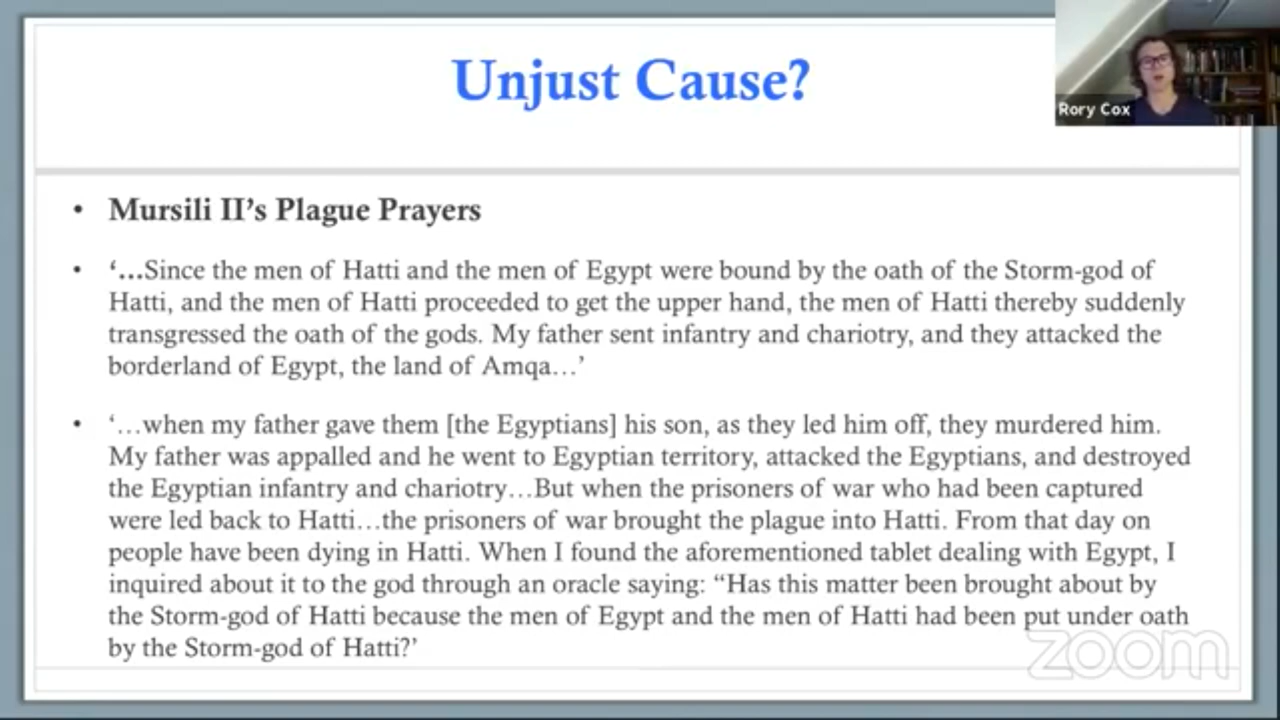 Unjust Cause?
Rory Cox
• Mursili II’s Plague Prayers
• ‘…Since the men of Hatti and the men of Egypt were bound by the oath of the Storm-god of
Hatti, and the men of Hatti proceeded to get the upper hand, the men of Hatti thereby suddenly
transgressed the oath of the gods. My father sent infantry and chariotry, and they attacked the
borderland of Egypt, the land of Amqa…’
• ‘…when my father gave them [the Egyptians] his son, as they led him off, they murdered him.
My father was appalled and he went to Egyptian territory, attacked the Egyptians, and destroyed
the Egyptian infantry and chariotry…But when the prisoners of war who had been captured
were led back to Hatti…the prisoners of war brought the plague into Hatti. From that day on
people have been dying in Hatti. When I found the aforementioned tablet dealing with Egypt, I
inquired about it to the god through an oracle saying: “Has this matter been brought about by
the Storm-god of Hatti because the men of Egypt and the men of Hatti had been put under oath
by the Storm-god of Hatti?’
zoom